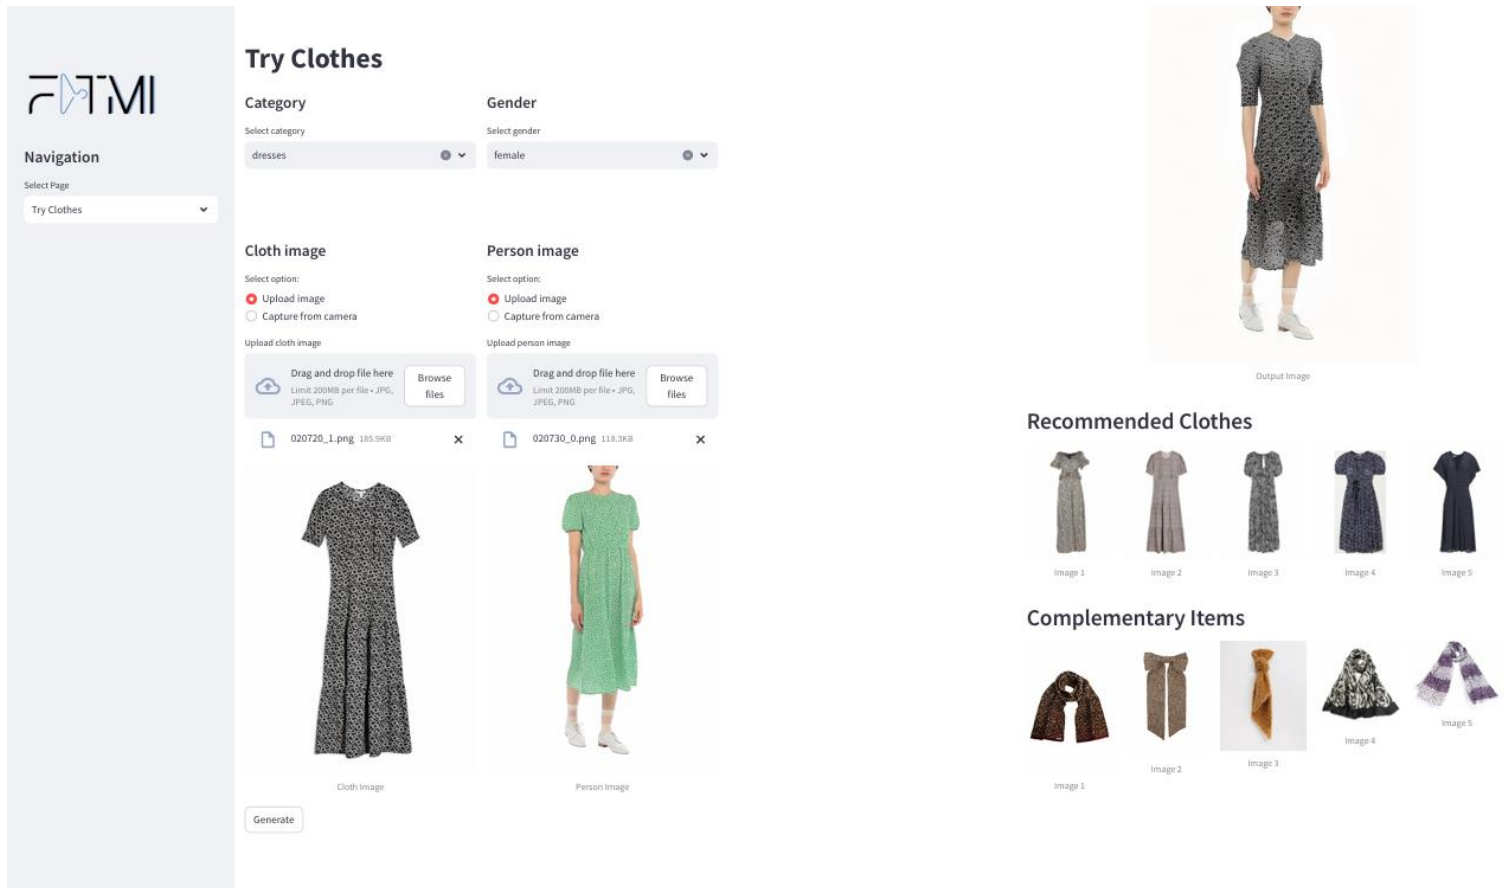 FATMI
Navigation
Select Page
Try Clothes
Try Clothes
Category
Select category
dresses
Gender
Select gender
female
Cloth image
Select option:
Upload image
Capture from camera
Upload cloth image
Drag and drop file here
Limit 200MB per file • JPG,
JPEG, PNG
Browse
files
020720_1.png 185.9KB
Cloth Image
Person image
Select option:
Upload image
Capture from camera
Upload person image
Drag and drop file here
Limit 200MB per file • JPG,
JPEG, PNG
Browse
files
020730_0.png 118.3KB
Person Image
Generate
Output Image
Recommended Clothes
Image 1
Image 2
Image 3
Image 4
Image 5
Complementary Items
Image 1
Image 2
Image 3
Image 4
Image 5